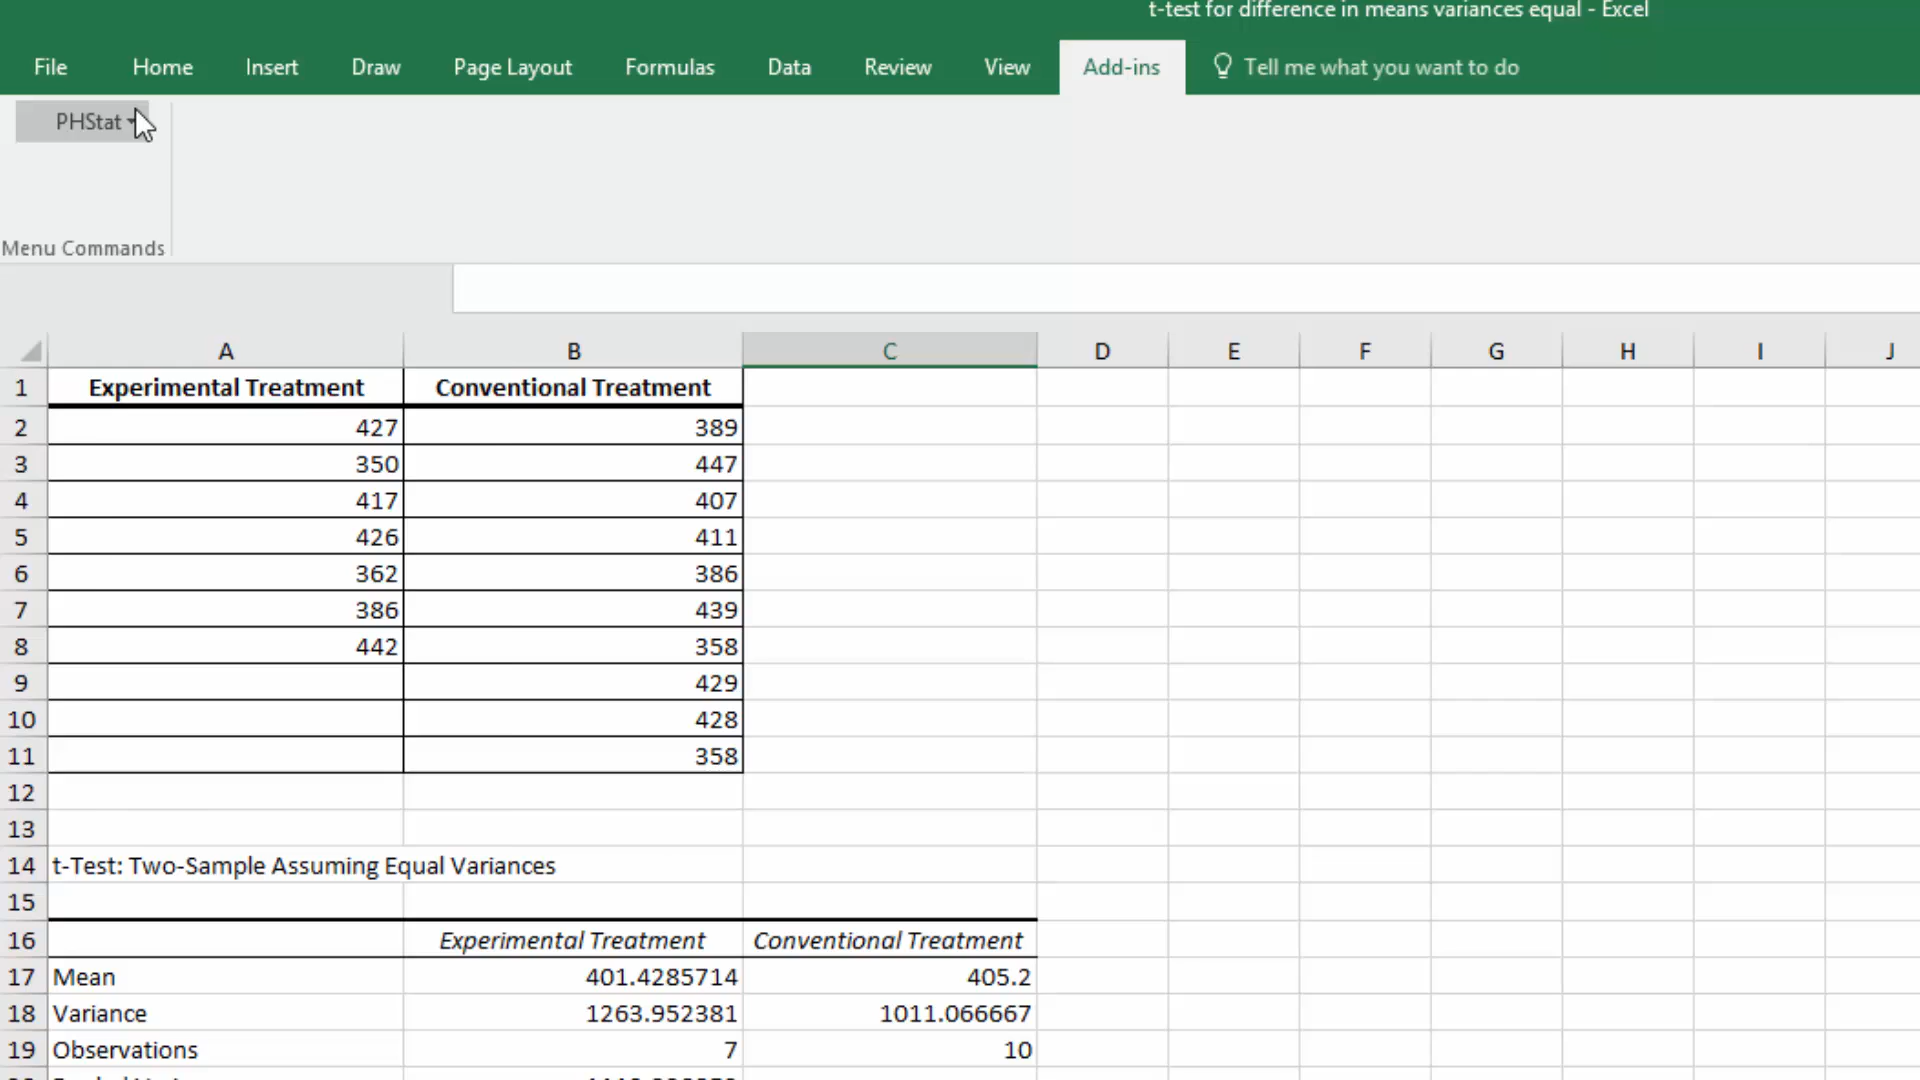 t-test for difference in means variances equal - Excel
File Home Insert Draw Page Layout Formulas Data Review View Add-ins Tell me what you want to do
PHStat
Menu Commands
A B C D E F G H I J
1 Experimental Treatment Conventional Treatment
2 427 389
3 350 447
4 417 407
5 426 411
6 362 386
7 386 439
8 442 358
9 429
10 428
11 358
12
13
14 t-Test: Two-Sample Assuming Equal Variances
15
16 Experimental Treatment Conventional Treatment
17 Mean 401.4285714 405.2
18 Variance 1263.952381 1011.066667
19 Observations 7 10